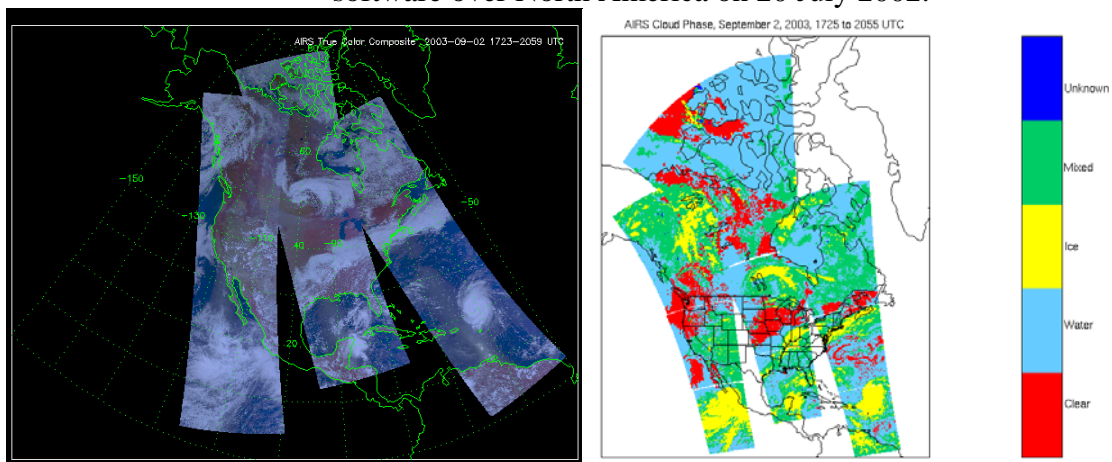 software over North America on 20 July 2002.
AIRS True Color Composite 2003-09-02 1723-2059 UTC
AIRS Cloud Phase, September 2, 2003, 1725 to 2055 UTC
-150
-130
-110
60
40
20
-50
Unknown
Mixed
Ice
Water
Clear